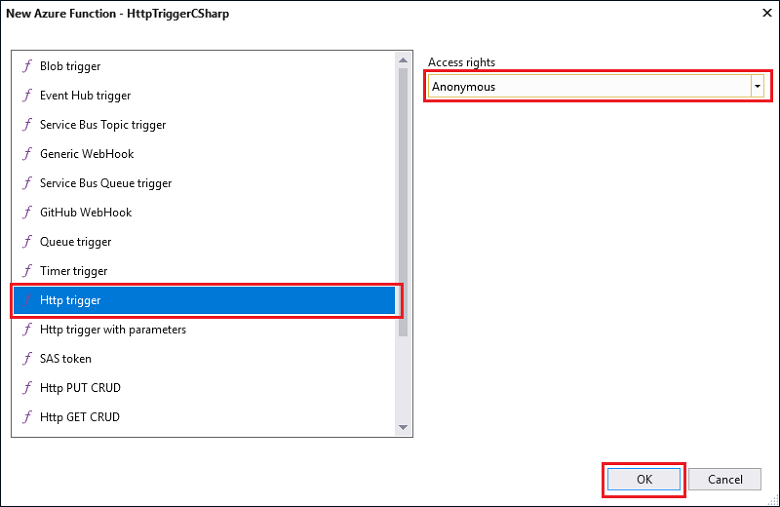 New Azure Function - HttpTriggerCSharp
Blob trigger
Event Hub trigger
Service Bus Topic trigger
Generic WebHook
Service Bus Queue trigger
GitHub WebHook
Queue trigger
Timer trigger
Http trigger
Http trigger with parameters
SAS token
Http PUT CRUD
Http GET CRUD
Access rights
Anonymous
OK
Cancel